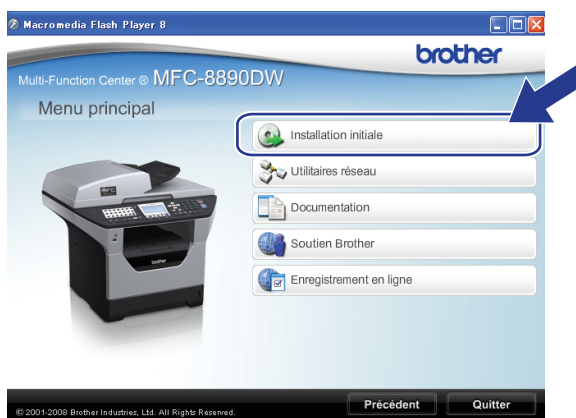 Macromedia Flash Player 8
brother
Multi-Function Center ® MFC-8890DW
Menu principal
Installation initiale
Utilitaires réseau
Documentation
Soutien Brother
Enregistrement en ligne
© 2001-2008 Brother Industries, Ltd. All Rights Reserved.
Précédent
Quitter